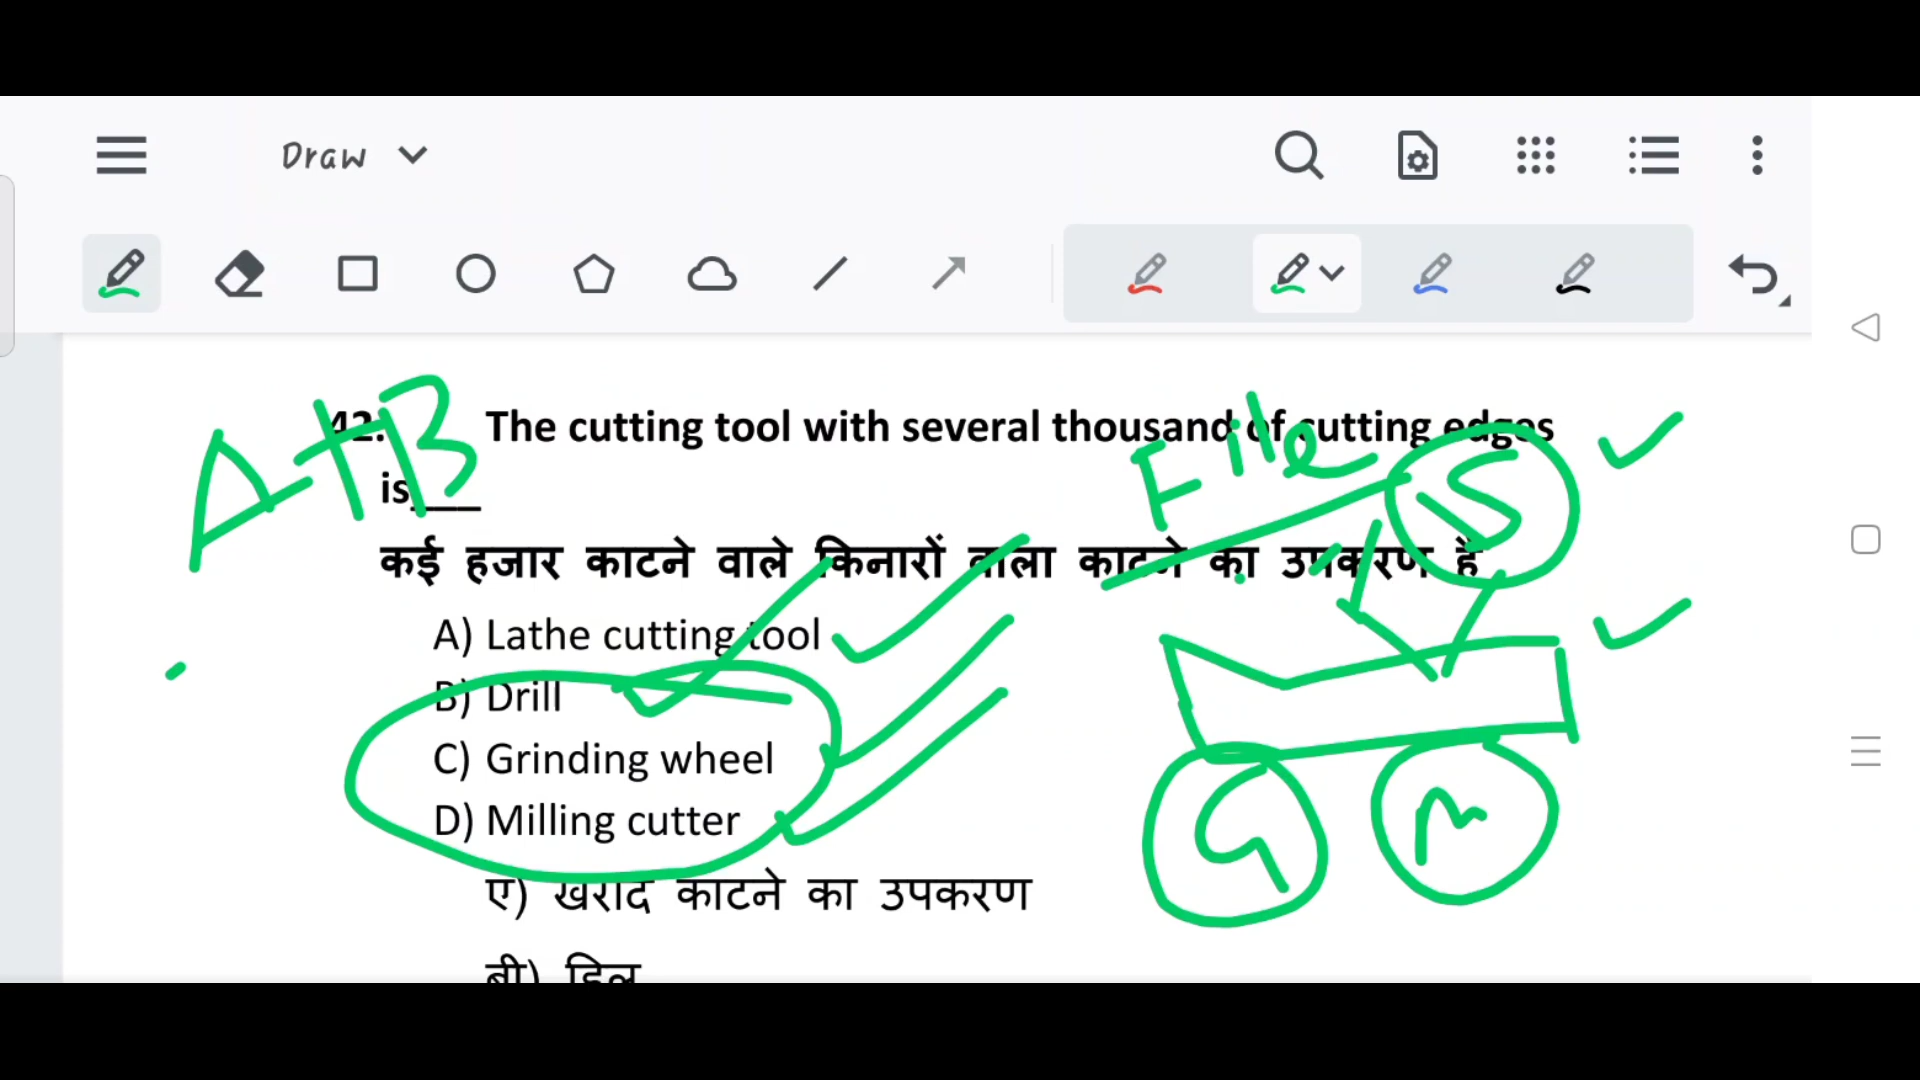 Draw
A+B
42. The cutting tool with several thousand of cutting edges
is___
File
S
कई हजार काटने वाले किनारों वाला काटने का उपकरण है
A) Lathe cutting tool
B) Drill
C) Grinding wheel
D) Milling cutter
G
M
ए) खराद काटने का उपकरण
बी) ड्रिल